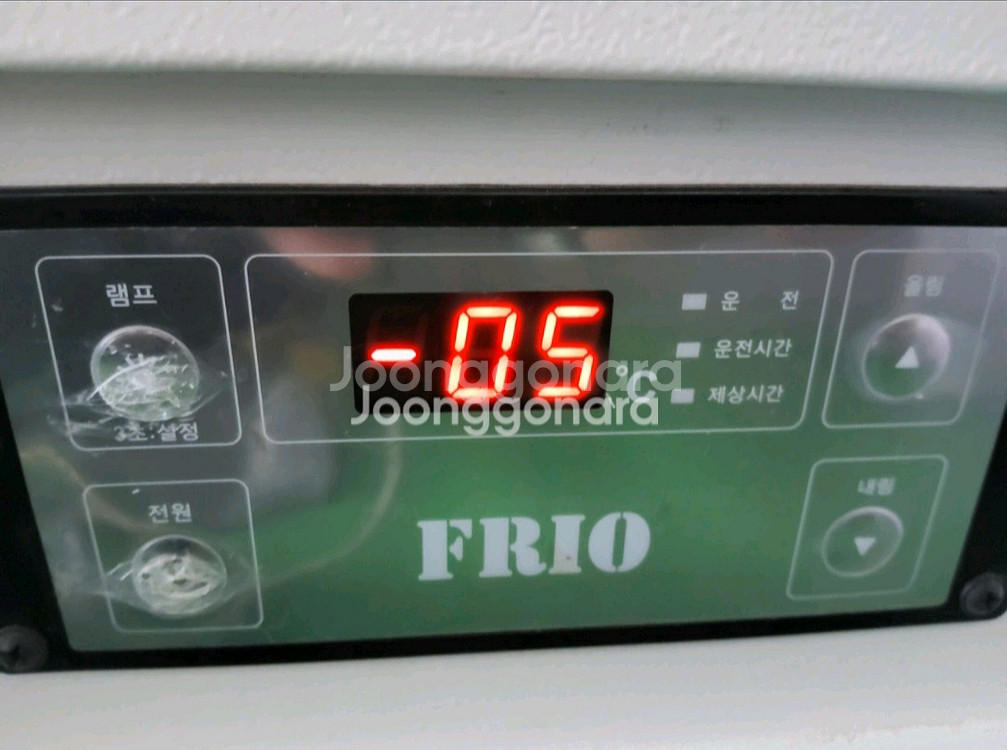 램프
3초:설정
전원
-05
°C
운 전
운전시간
제상시간
올림
▲
내림
▼
FRIO
Joonggonara
Joonggonara